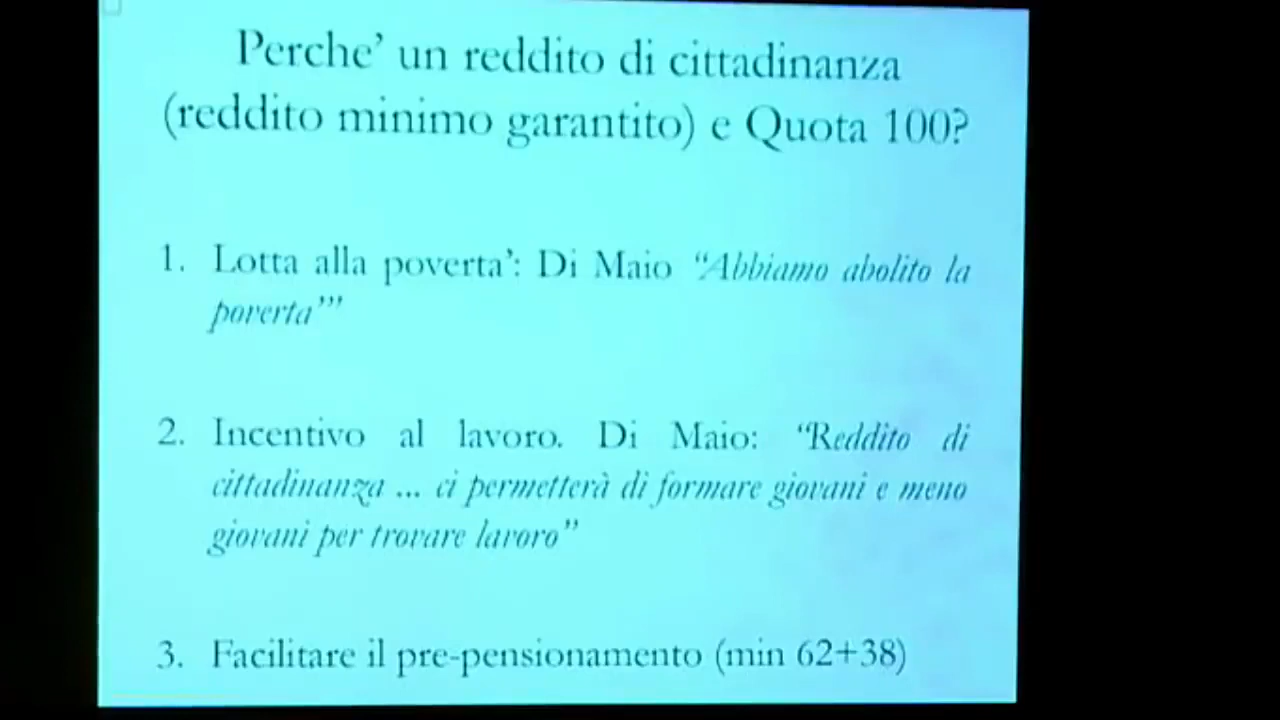 Perche' un reddito di cittadinanza
(reddito minimo garantito) e Quota 100?
1. Lotta alla poverta': Di Maio “Abbiamo abolito la
poverta'”
2. Incentivo al lavoro. Di Maio: “Reddito di
cittadinanza ... ci permetterà di formare giovani e meno
giovani per trovare lavoro”
3. Facilitare il pre-pensionamento (min 62+38)